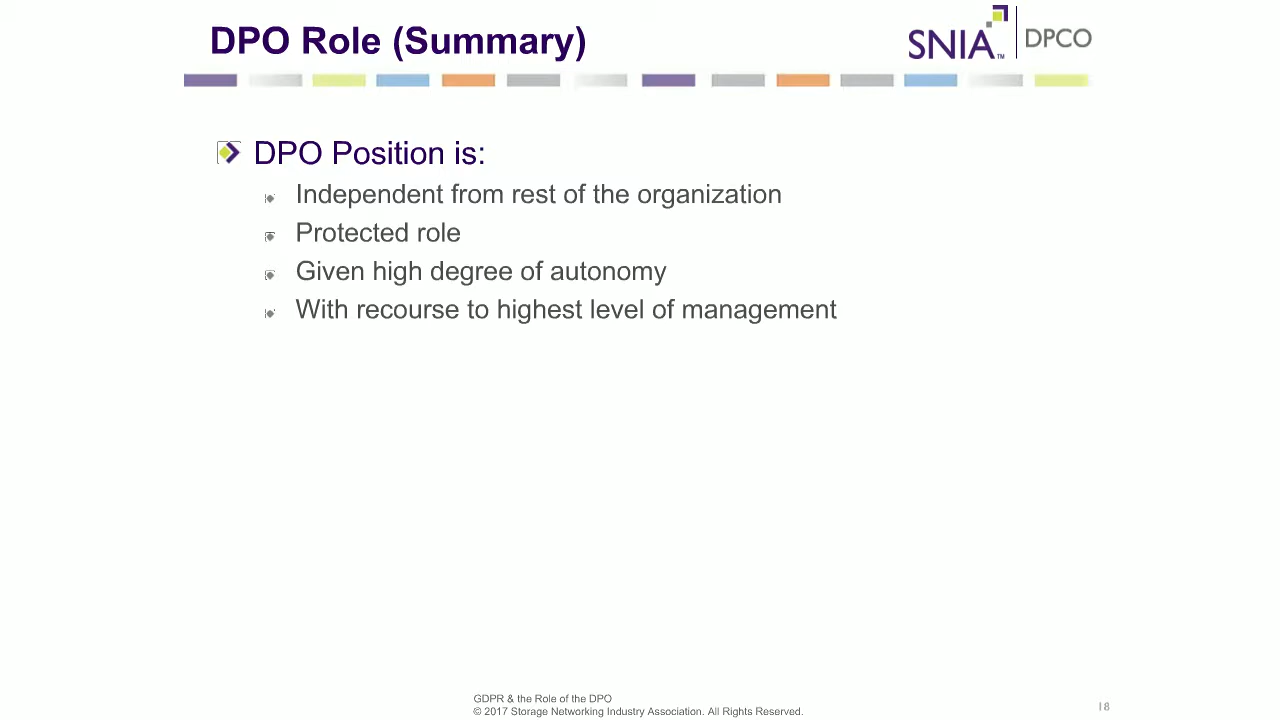 DPO Role (Summary)
SNIA™ | DPCO
DPO Position is:
Independent from rest of the organization
Protected role
Given high degree of autonomy
With recourse to highest level of management
GDPR & the Role of the DPO
© 2017 Storage Networking Industry Association. All Rights Reserved.
18